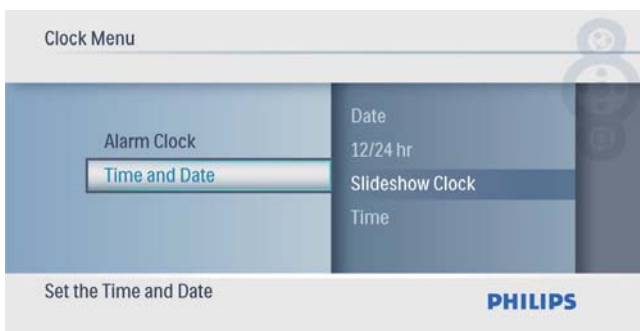 Clock Menu
Alarm Clock
Time and Date
Date
12/24 hr
Slideshow Clock
Time
Set the Time and Date
PHILIPS